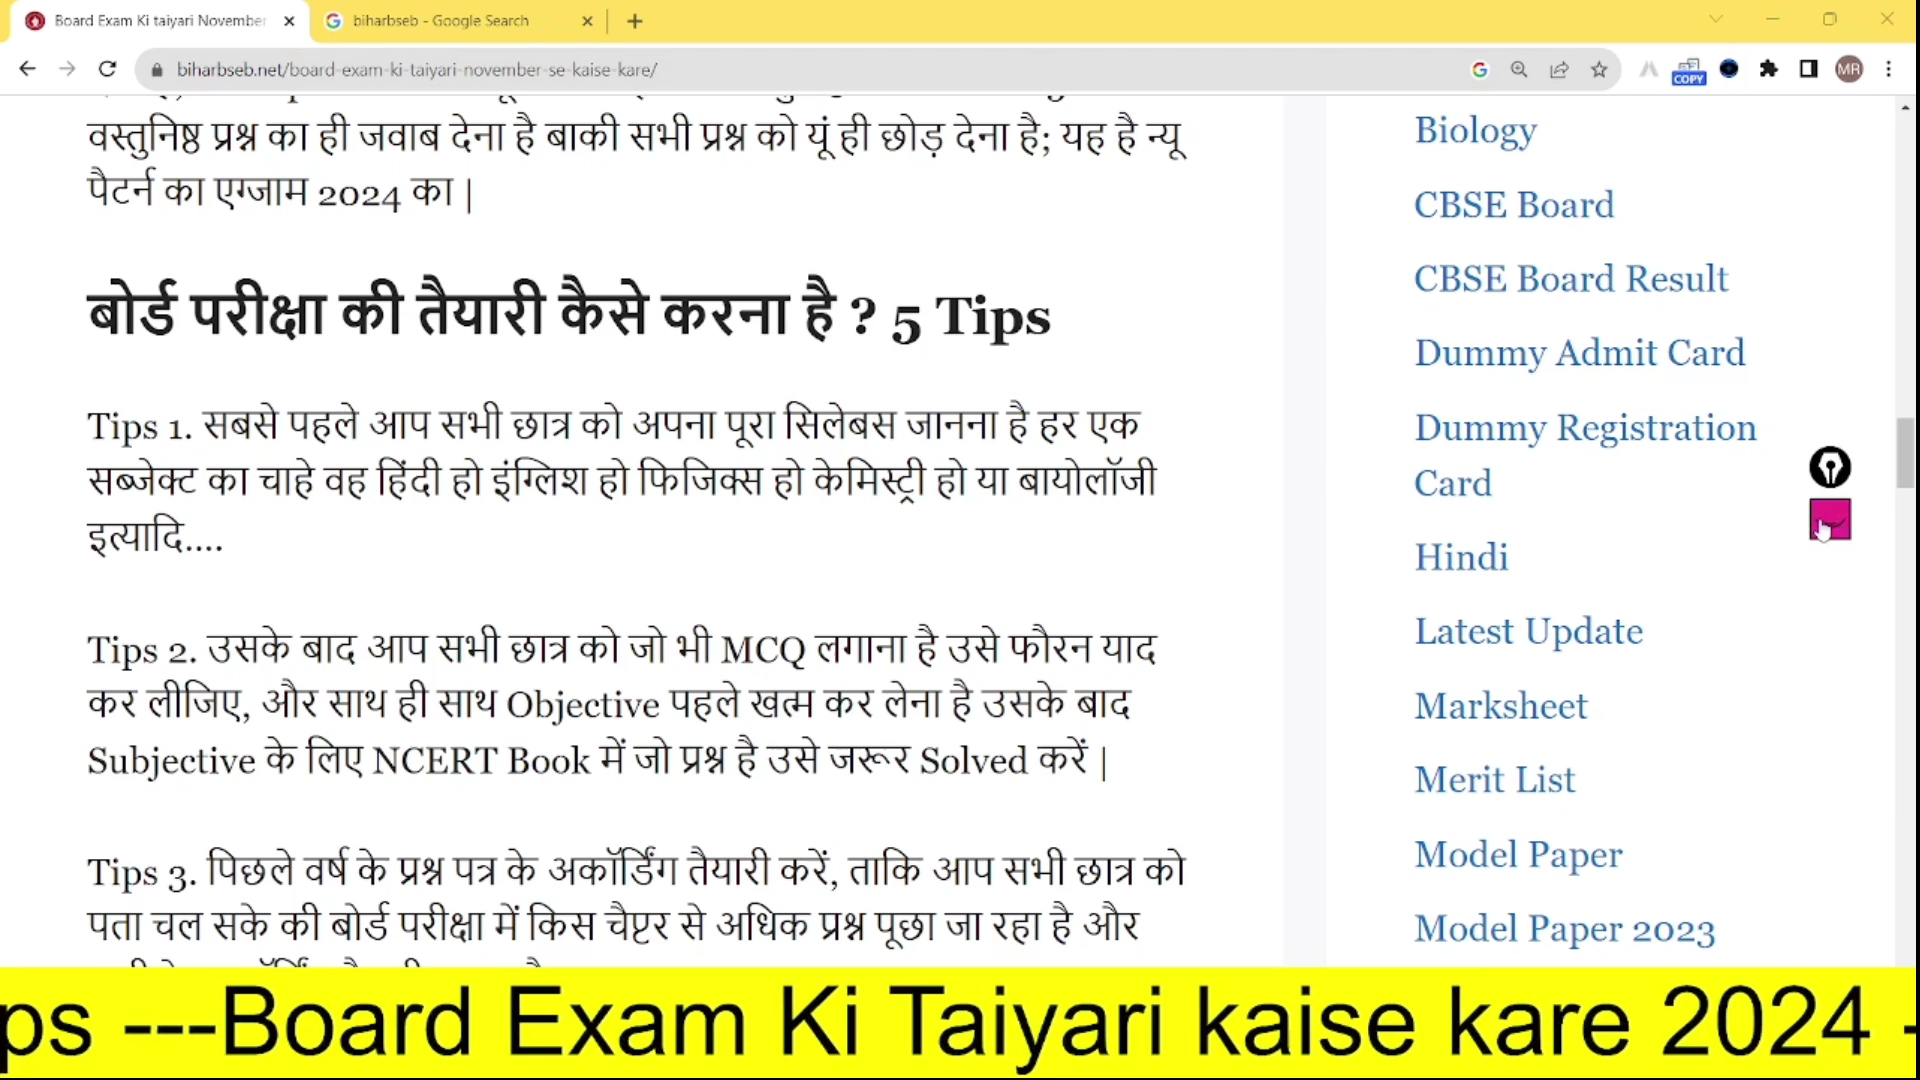 Board Exam Ki taiyari November
biharbseb - Google Search
biharbseb.net/board-exam-ki-taiyari-november-se-kaise-kare/
COPY
MR
वस्तुनिष्ठ प्रश्न का ही जवाब देना है बाकी सभी प्रश्न को यूं ही छोड़ देना है; यह है न्यू
पैटर्न का एग्जाम 2024 का |
बोर्ड परीक्षा की तैयारी कैसे करना है ? 5 Tips
Tips 1. सबसे पहले आप सभी छात्र को अपना पूरा सिलेबस जानना है हर एक
सब्जेक्ट का चाहे वह हिंदी हो इंग्लिश हो फिजिक्स हो केमिस्ट्री हो या बायोलॉजी
इत्यादि....
Tips 2. उसके बाद आप सभी छात्र को जो भी MCQ लगाना है उसे फौरन याद
कर लीजिए, और साथ ही साथ Objective पहले खत्म कर लेना है उसके बाद
Subjective के लिए NCERT Book में जो प्रश्न है उसे जरूर Solved करें |
Tips 3. पिछले वर्ष के प्रश्न पत्र के अकॉर्डिंग तैयारी करें, ताकि आप सभी छात्र को
पता चल सके की बोर्ड परीक्षा में किस चैप्टर से अधिक प्रश्न पूछा जा रहा है और
Biology
CBSE Board
CBSE Board Result
Dummy Admit Card
Dummy Registration
Card
Hindi
Latest Update
Marksheet
Merit List
Model Paper
Model Paper 2023
ps ---Board Exam Ki Taiyari kaise kare 2024 -